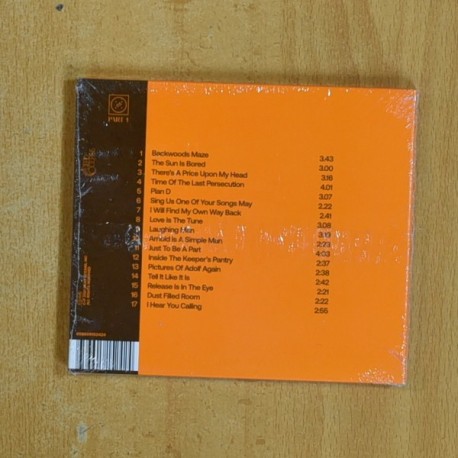 PART 1
1 Backwoods Maze 3:43
2 The Sun Is Bored 3:00
3 There's A Price Upon My Head 3:16
4 Time Of The Last Persecution 4:01
5 Plan D 3:07
6 Sing Us One Of Your Songs May 2:22
7 I Will Find My Own Way Back 2:41
8 Love Is The Tune 3:08
9 Laughing Man 3:19
10 Arnold Is A Simple Man 2:23
11 Just To Be A Part 4:03
12 Inside The Keeper's Pantry 2:37
13 Pictures Of Adolf Again 2:38
14 Tell It Like It Is 2:42
15 Release Is In The Eye 2:21
16 Dust Filled Room 2:22
17 I Hear You Calling 2:55